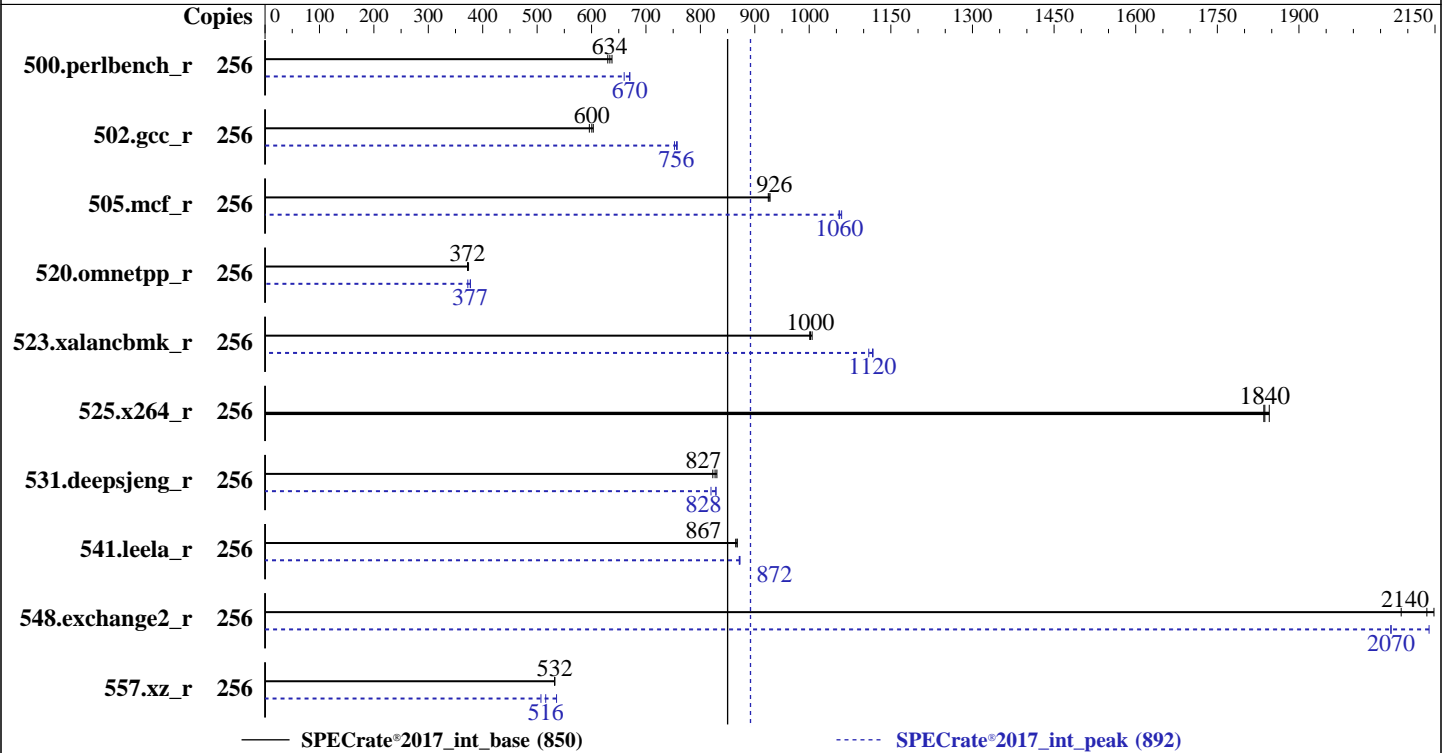 Copies 0 100 200 300 400 500 600 700 800 900 1000 1150 1300 1450 1600 1750 1900 2150
634
500.perlbench_r 256
670
600
502.gcc_r 256
756
926
505.mcf_r 256
1060
372
520.omnetpp_r 256
377
1000
523.xalancbmk_r 256
1120
1840
525.x264_r 256
827
531.deepsjeng_r 256
828
867
541.leela_r 256
872
2140
548.exchange2_r 256
2070
532
557.xz_r 256
516
SPECrate®2017_int_base (850) SPECrate®2017_int_peak (892)